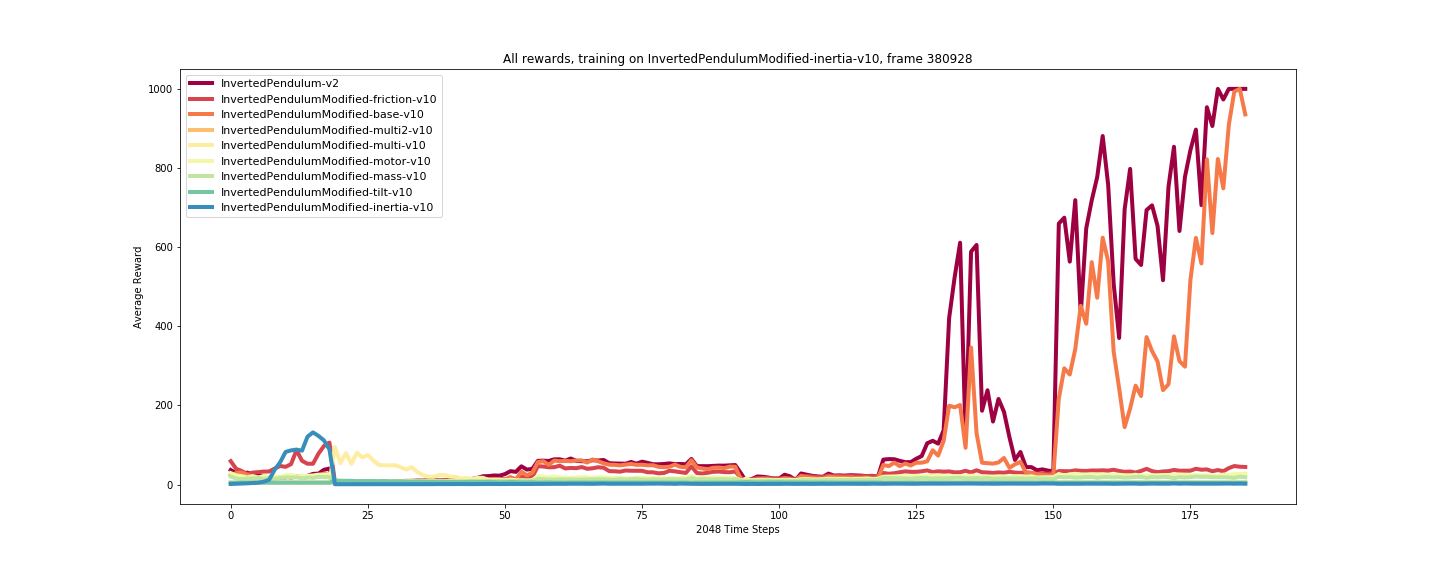 All rewards, training on InvertedPendulumModified-inertia-v10, frame 380928
InvertedPendulum-v2
InvertedPendulumModified-friction-v10
InvertedPendulumModified-base-v10
InvertedPendulumModified-multi2-v10
InvertedPendulumModified-multi-v10
InvertedPendulumModified-motor-v10
InvertedPendulumModified-mass-v10
InvertedPendulumModified-tilt-v10
InvertedPendulumModified-inertia-v10
1000
800
600
400
200
0
Average Reward
0 25 50 75 100 125 150 175
2048 Time Steps